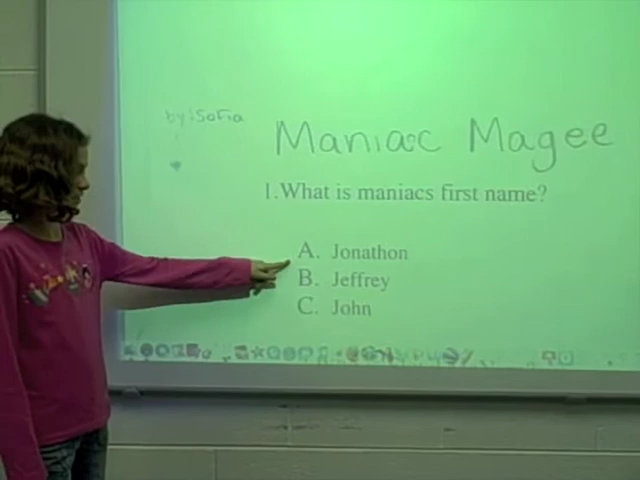 by: Sofia
Maniac Magee
1. What is maniacs first name?
A. Jonathon
B. Jeffrey
C. John